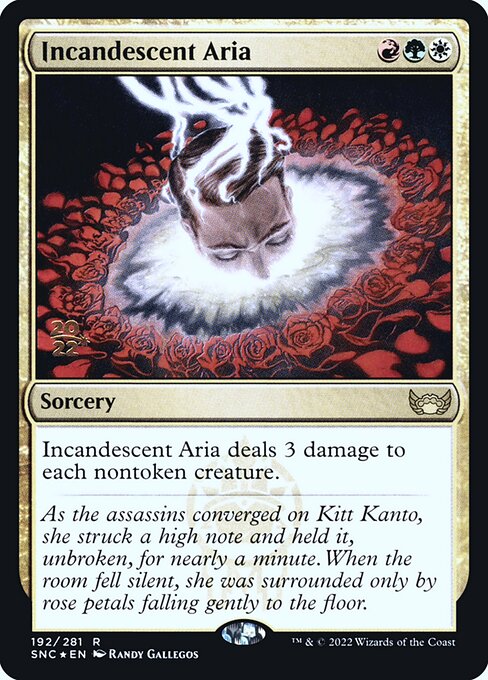 Incandescent Aria
20
22
Sorcery
Incandescent Aria deals 3 damage to
each nontoken creature.
As the assassins converged on Kitt Kanto,
she struck a high note and held it,
unbroken, for nearly a minute. When the
room fell silent, she was surrounded only by
rose petals falling gently to the floor.
192/281 R
SNC ★ EN Randy Gallegos
™ & © 2022 Wizards of the Coast